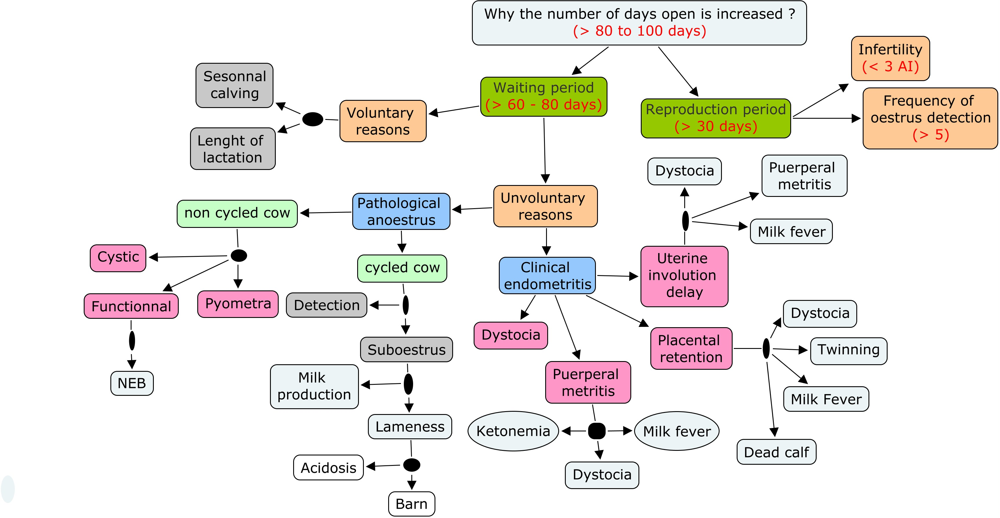 Why the number of days open is increased ?
(> 80 to 100 days)
Infertility
(< 3 AI)
Sesonnal
calving
Waiting period
(> 60 - 80 days)
Frequency of
oestrus detection
(> 5)
Voluntary
reasons
Reproduction period
(> 30 days)
Lenght of
lactation
Dystocia
Puerperal
metritis
Unvoluntary
reasons
Pathological
anoestrus
non cycled cow
Milk fever
Cystic
cycled cow
Clinical
endometritis
Uterine
involution
delay
Functionnal
Pyometra
Detection
Dystocia
Dystocia
Suboestrus
Placental
retention
Twinning
NEB
Milk
production
Puerperal
metritis
Milk Fever
Lameness
Ketonemia
Milk fever
Dead calf
Acidosis
Dystocia
Barn